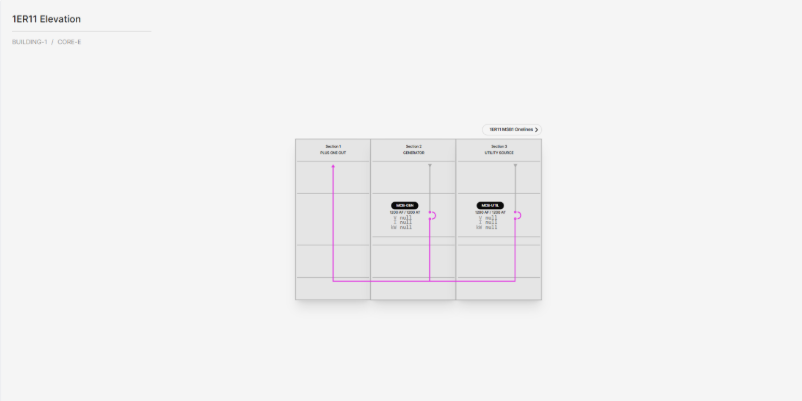 1ER11 Elevation
BUILDING-1 / CORE-E
1ER11 MSB1 Onelines
Section 1
PLUG ONE OUT
Section 2
GENERATOR
Section 3
UTILITY SOURCE
MCB-GEN
1200 AF / 1200 AT
V null
I null
kW null
MCB-UTIL
1200 AF / 1200 AT
V null
I null
kW null